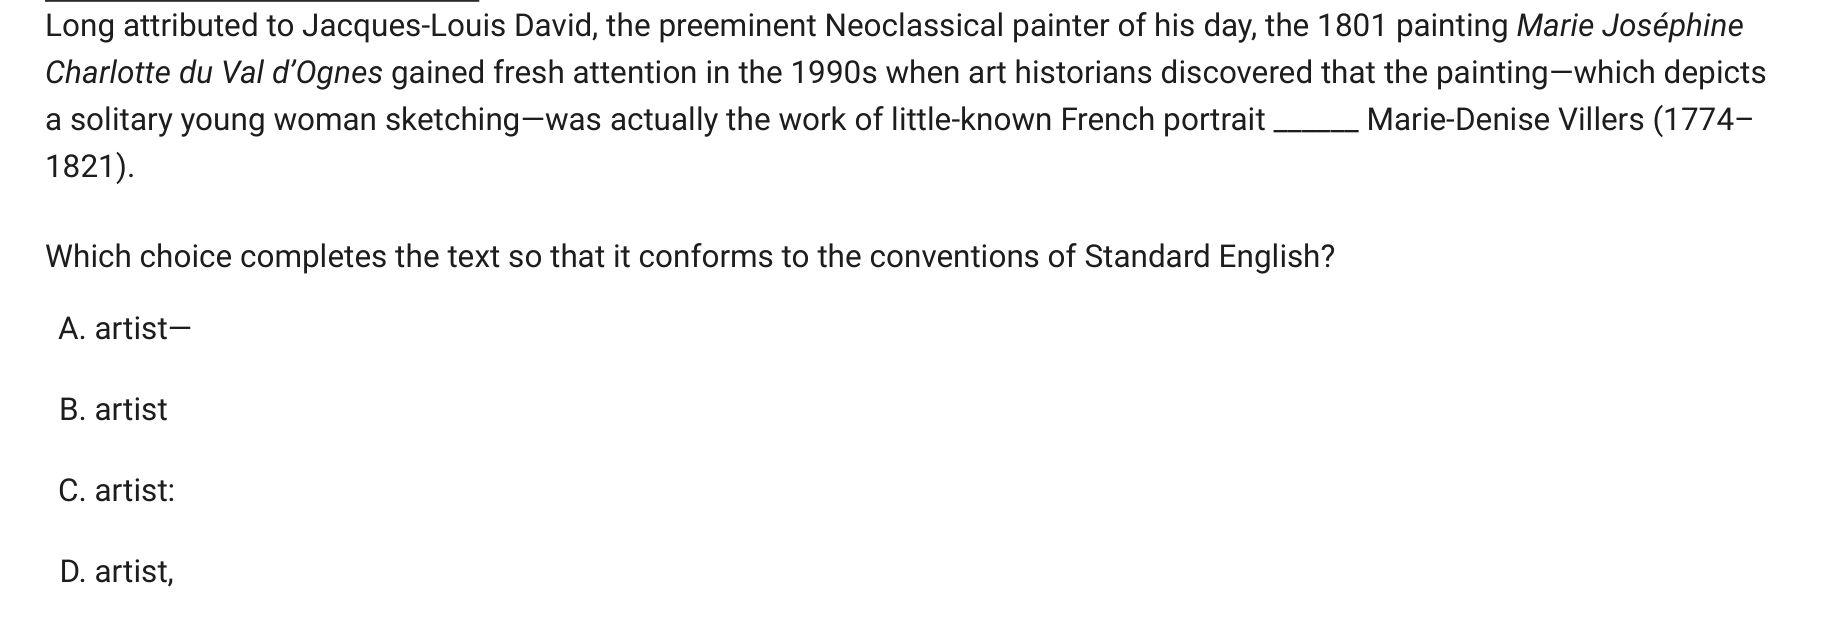 Long attributed to Jacques-Louis David, the preeminent Neoclassical painter of his day, the 1801 painting Marie Joséphine
Charlotte du Val d’Ognes gained fresh attention in the 1990s when art historians discovered that the painting—which depicts
a solitary young woman sketching—was actually the work of little-known French portrait ______ Marie-Denise Villers (1774–
1821).
Which choice completes the text so that it conforms to the conventions of Standard English?
A. artist—
B. artist
C. artist:
D. artist,